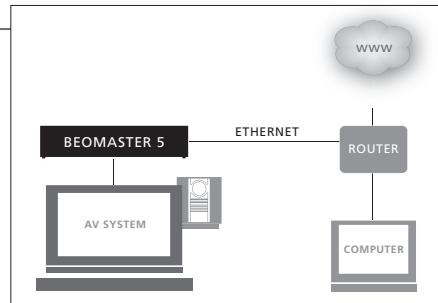 WWW
ETHERNET
BEOMASTER 5
ROUTER
AV SYSTEM
COMPUTER